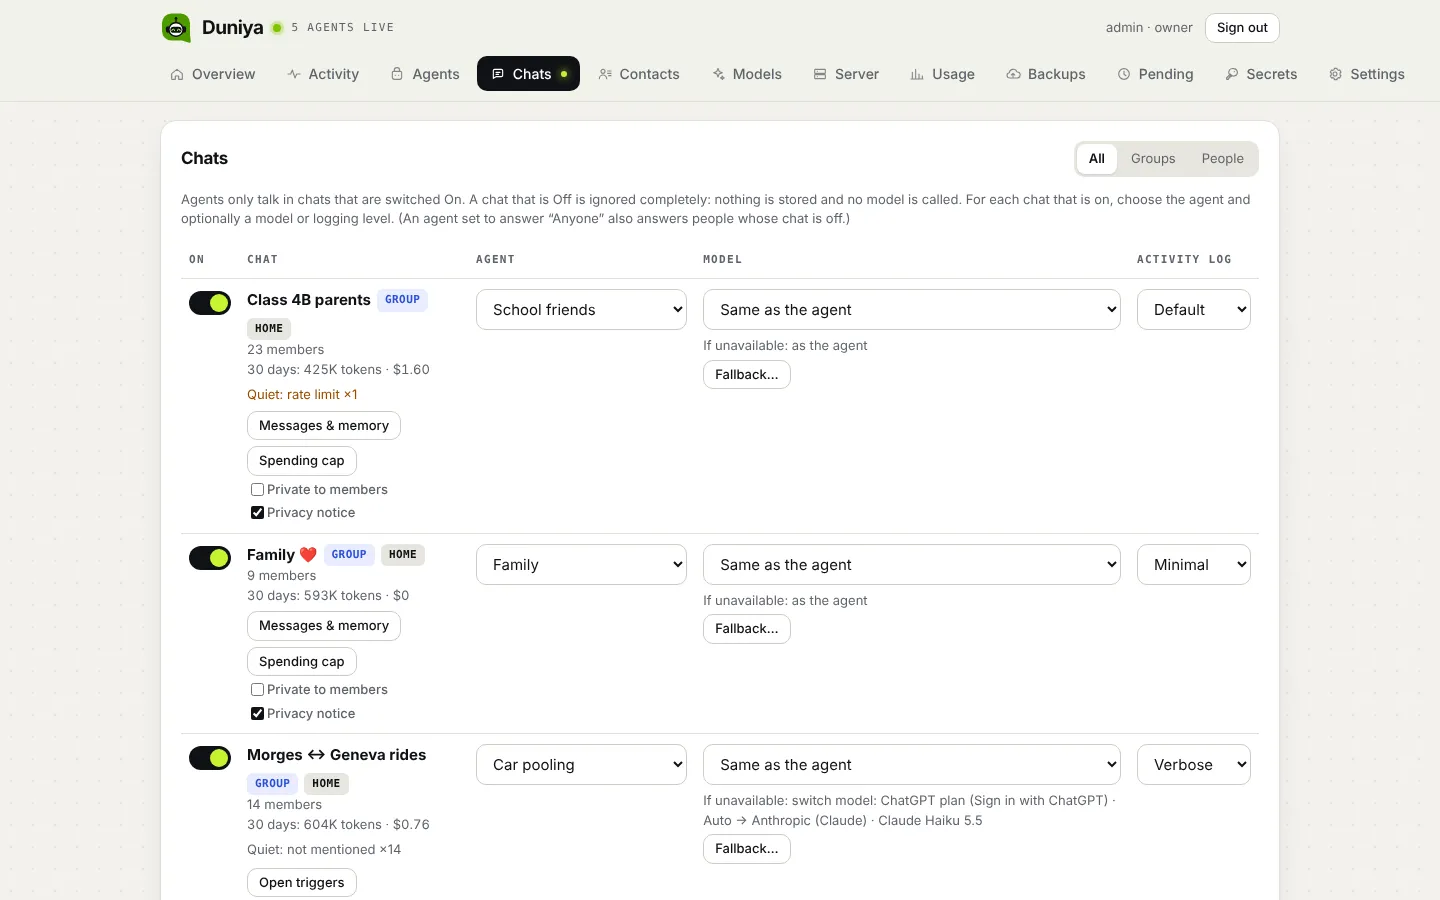 Duniya
5 AGENTS LIVE
admin · owner
Sign out
Overview
Activity
Agents
Chats
Contacts
Models
Server
Usage
Backups
Pending
Secrets
Settings
Chats
All
Groups
People
Agents only talk in chats that are switched On. A chat that is Off is ignored completely: nothing is stored and no model is called. For each chat that is on, choose the agent and
optionally a model or logging level. (An agent set to answer “Anyone” also answers people whose chat is off.)
ON
CHAT
AGENT
MODEL
ACTIVITY LOG
Class 4B parents GROUP
HOME
23 members
30 days: 425K tokens · $1.60
Quiet: rate limit ×1
Messages & memory
Spending cap
Private to members
Privacy notice
School friends
Same as the agent
If unavailable: as the agent
Fallback...
Default
Family ❤️ GROUP HOME
9 members
30 days: 593K tokens · $0
Messages & memory
Spending cap
Private to members
Privacy notice
Family
Same as the agent
If unavailable: as the agent
Fallback...
Minimal
Morges ↔ Geneva rides
GROUP HOME
14 members
30 days: 604K tokens · $0.76
Quiet: not mentioned ×14
Open triggers
Car pooling
Same as the agent
If unavailable: switch model: ChatGPT plan (Sign in with ChatGPT) ·
Auto → Anthropic (Claude) · Claude Haiku 5.5
Fallback...
Verbose